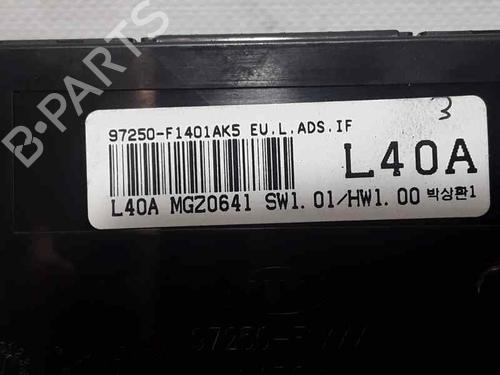 3
97250-F1401AK5 EU.L.ADS.IF
L40A
L40A MGZ0641 SW1.01/HW1.00 박상환1
B-PARTS